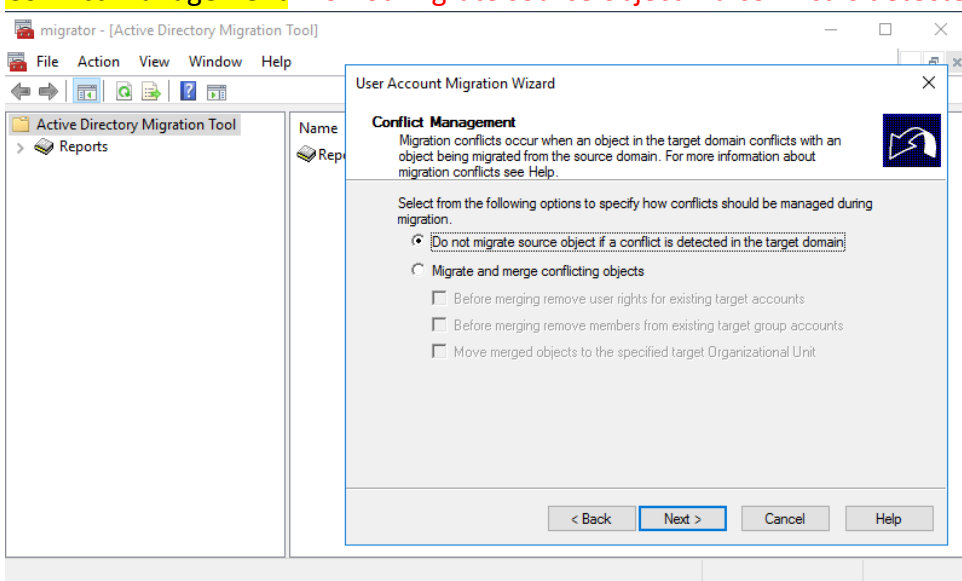 migrator - [Active Directory Migration Tool]
File Action View Window Help
Active Directory Migration Tool
Reports
Name
Repo
User Account Migration Wizard
Conflict Management
Migration conflicts occur when an object in the target domain conflicts with an
object being migrated from the source domain. For more information about
migration conflicts see Help.
Select from the following options to specify how conflicts should be managed during
migration.
Do not migrate source object if a conflict is detected in the target domain
Migrate and merge conflicting objects
Before merging remove user rights for existing target accounts
Before merging remove members from existing target group accounts
Move merged objects to the specified target Organizational Unit
< Back Next > Cancel Help